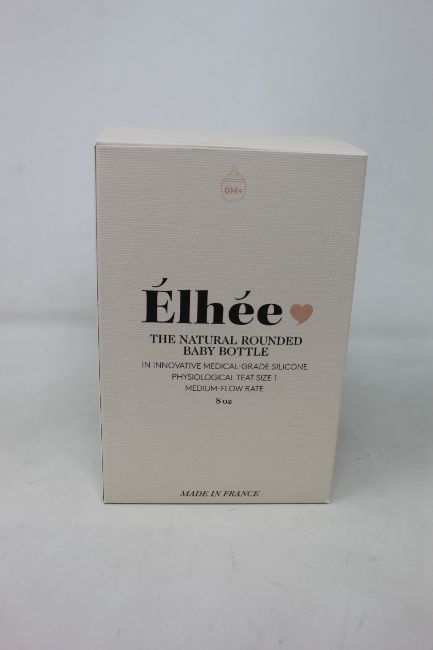 0M+
Élhée
THE NATURAL ROUNDED
BABY BOTTLE
IN INNOVATIVE MEDICAL-GRADE SILICONE
PHYSIOLOGICAL TEAT SIZE 1
MEDIUM-FLOW RATE
8 oz
MADE IN FRANCE